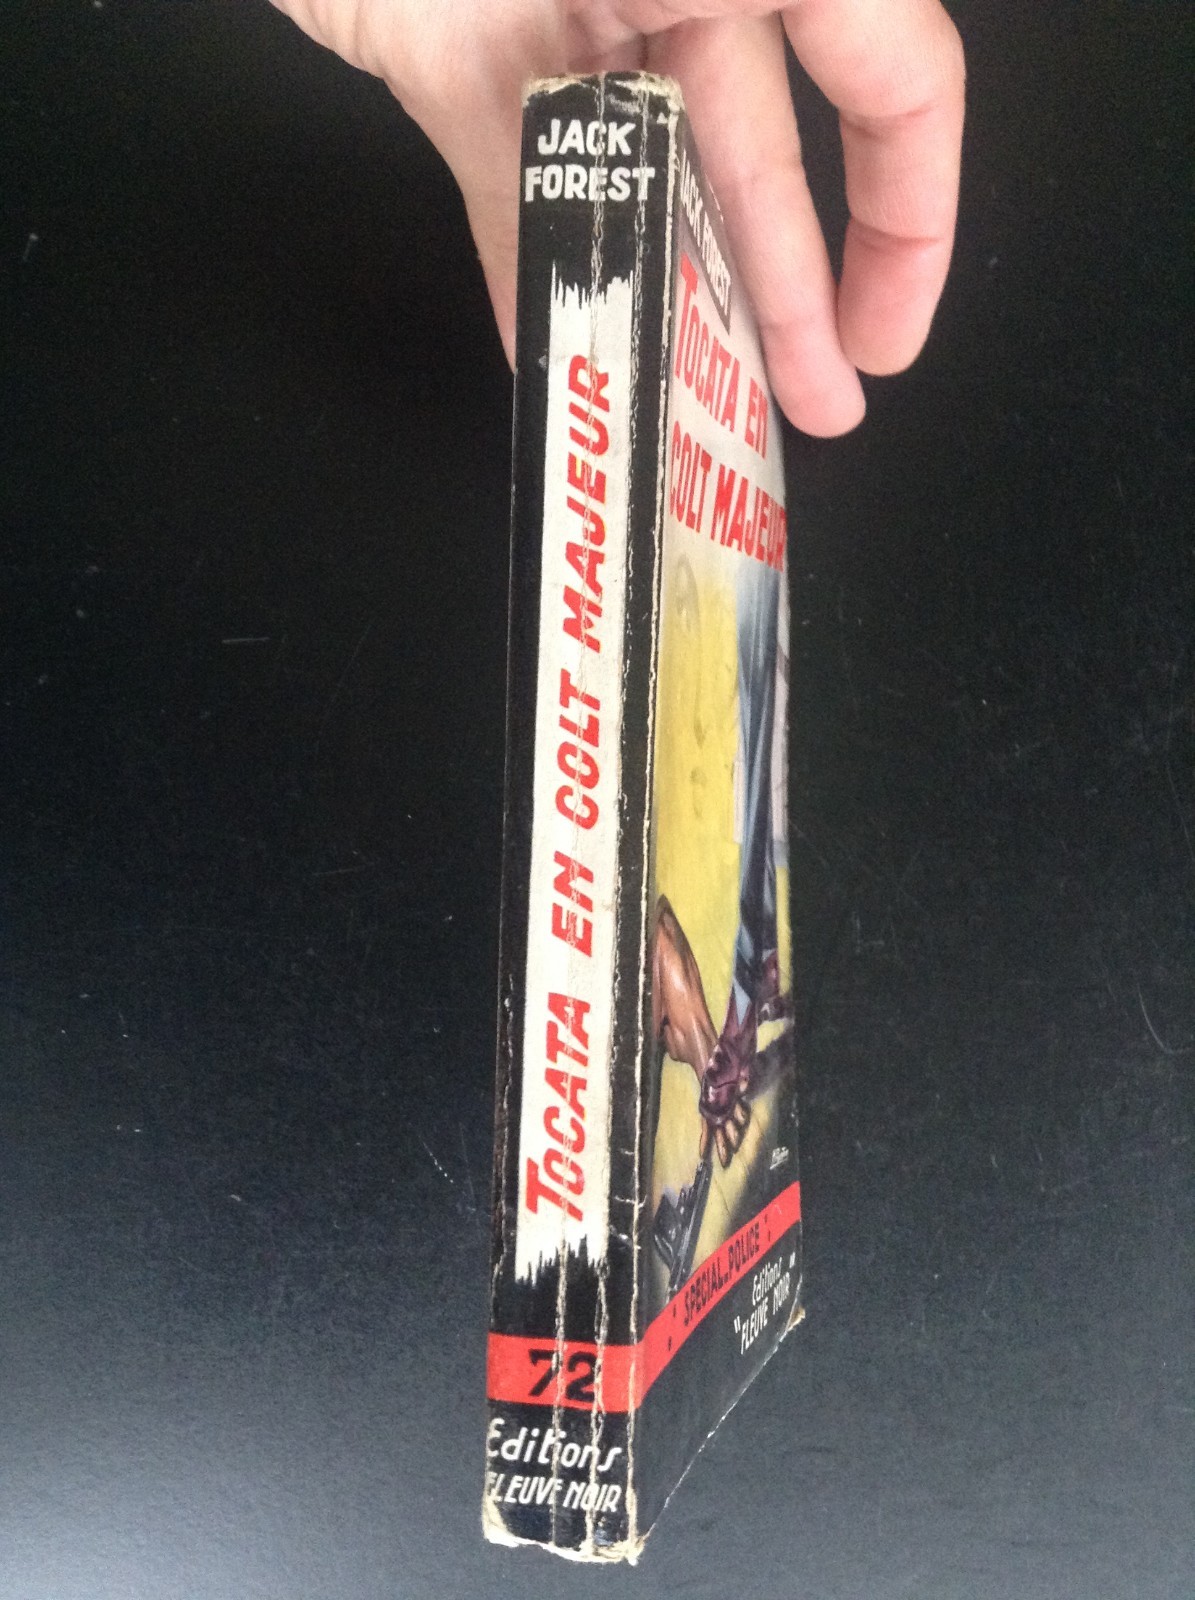 JACK
FOREST
TOCATA EN COLT MAJEUR
72
Editions
FLEUVE NOIR
JACK FOREST
TOCATA EN
COLT MAJEUR
SPECIAL-POLICE
Editions
"FLEUVE NOIR"